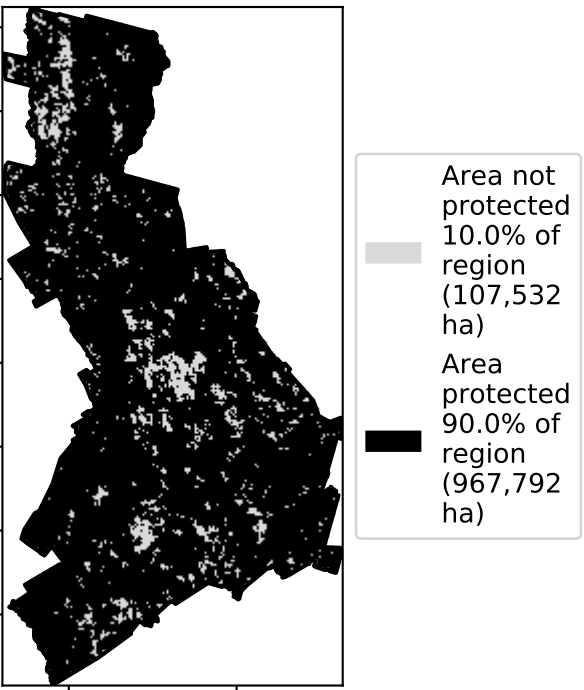 Area not
protected
10.0% of
region
(107,532
ha)
Area
protected
90.0% of
region
(967,792
ha)